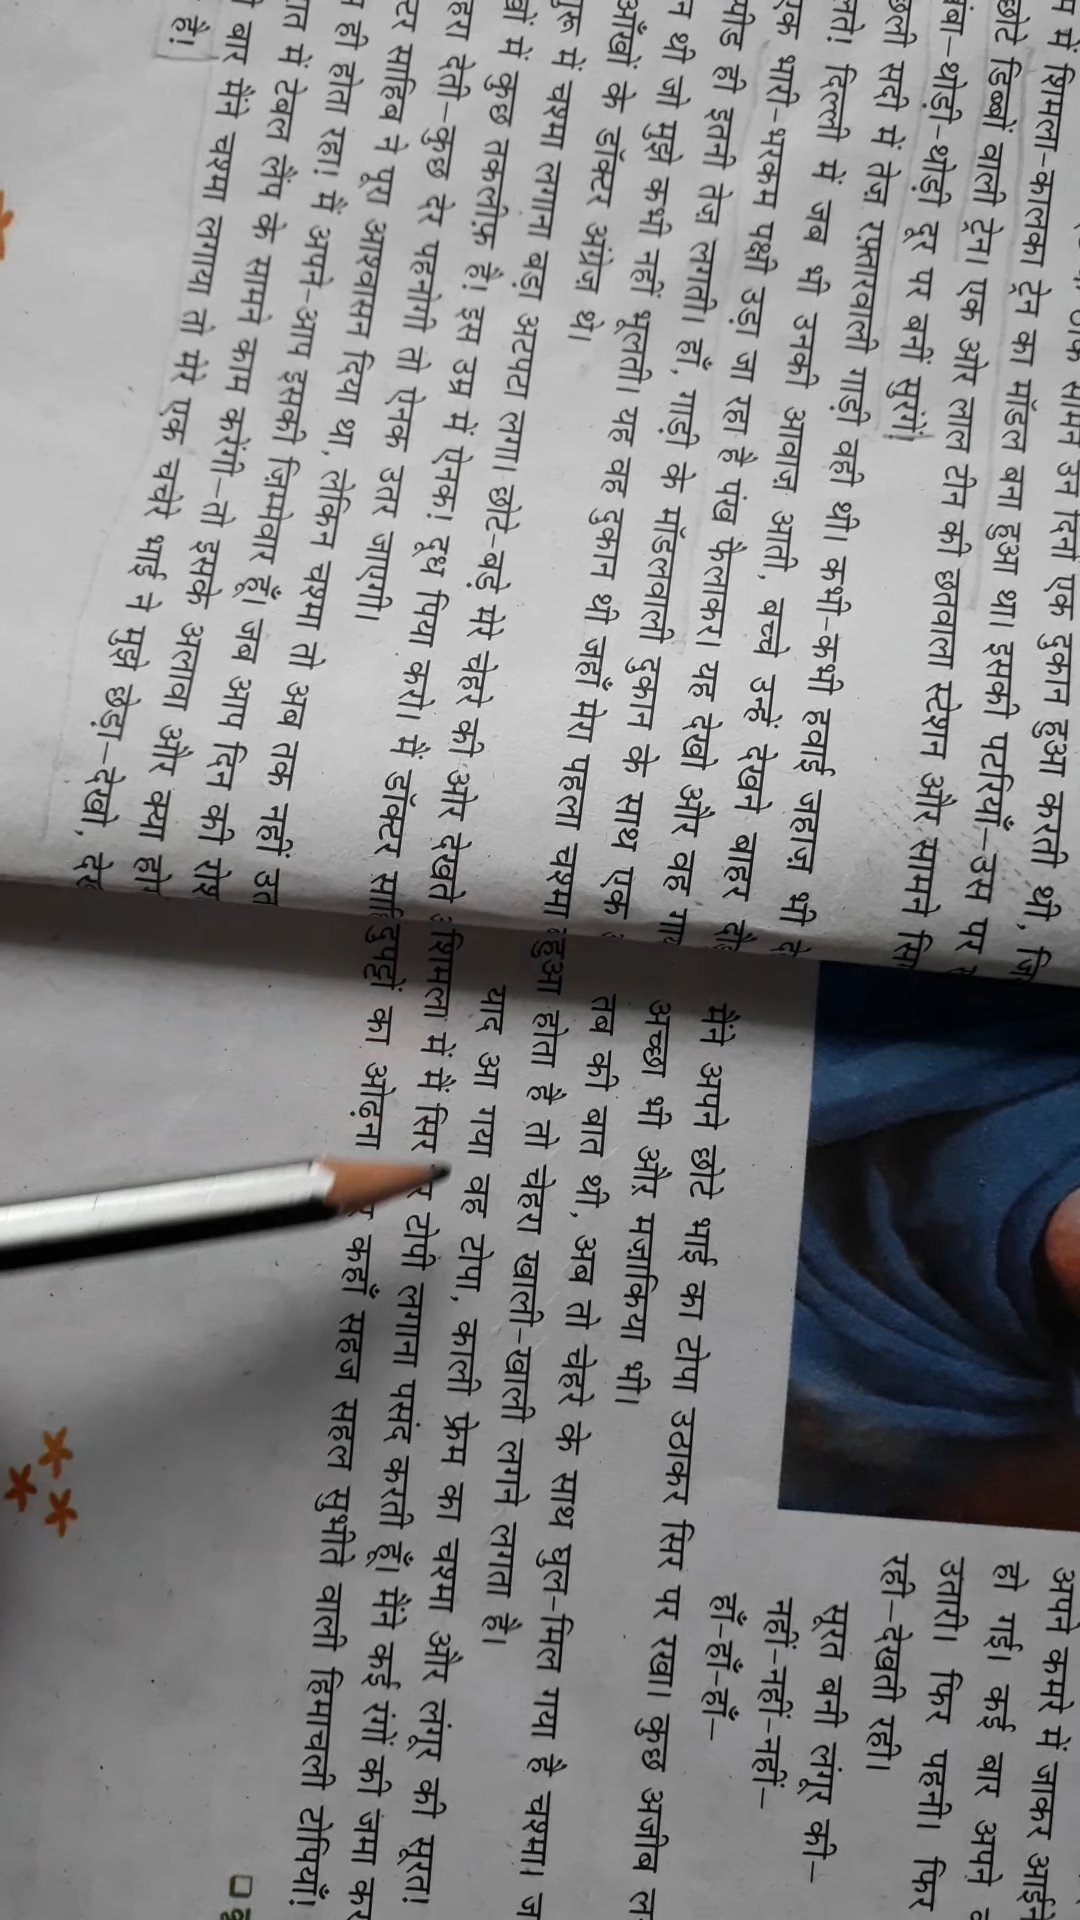 सामने उन दिनों एक दुकान हुआ करती थी,
में शिमला-कालका ट्रेन का मॉडल बना हुआ था। इसकी पटरियाँ-उस पर
छोटे डिब्बों वाली ट्रेन। एक ओर लाल टीन की छतवाला स्टेशन और सामने
थोड़ी-थोड़ी दूर पर बनीं सुरंगें!
सदी में तेज़ रफ़्तारवाली गाड़ी वही थी। कभी-कभी हवाई जहाज़ भी
दिल्ली में जब भी उनकी आवाज़ आती, बच्चे उन्हें देखने बाहर
एक भारी-भरकम पक्षी उड़ा जा रहा है पंख फैलाकर। यह देखो और वह
ही इतनी तेज़ लगती। हाँ, गाड़ी के मॉडलवाली दुकान के साथ एक
थी जो मुझे कभी नहीं भूलती। यह वह दुकान थी जहाँ मेरा पहला चश्मा
आँखों के डॉक्टर अंग्रेज़ थे।
में चश्मा लगाना बड़ा अटपटा लगा। छोटे-बड़े मेरे चेहरे की ओर देखते
में कुछ तकलीफ़ है! इस उम्र में ऐनक! दूध पिया करो। मैं डॉक्टर
देती-कुछ देर पहनोगी तो ऐनक उतर जाएगी।
साहिब ने पूरा आश्वासन दिया था, लेकिन चश्मा तो अब तक नहीं
ही होता रहा। मैं अपने-आप इसकी ज़िम्मेवार हूँ। जब आप दिन की
में टेबल लैंप के सामने काम करेंगी-तो इसके अलावा और क्या
बार मैंने चश्मा लगाया तो मेरे एक चचेरे भाई ने मुझे छेड़ा-देखो,
है!
अपने कमरे में जाकर आईने
हो गई। कई बार अपने
उतारी। फिर पहनी। फिर
रही-देखती रही।
सूरत बनी लंगूर की-
नहीं-नहीं-नहीं-
हाँ-हाँ-हाँ-
मैंने अपने छोटे भाई का टोपा उठाकर सिर पर रखा। कुछ अजीब
अच्छा भी और मज़ाकिया भी।
तब की बात थी, अब तो चेहरे के साथ घुल-मिल गया है चश्मा।
हुआ होता है तो चेहरा खाली-खाली लगने लगता है।
याद आ गया वह टोपा, काली फ़्रेम का चश्मा और लंगूर की सूरत!
शिमला में मैं सिर टोपी लगाना पसंद करती हूँ। मैंने कई रंगों की जमा कर
दुपट्टों का ओढ़ना कहाँ सहज सहल सुभीते वाली हिमाचली टोपियाँ!